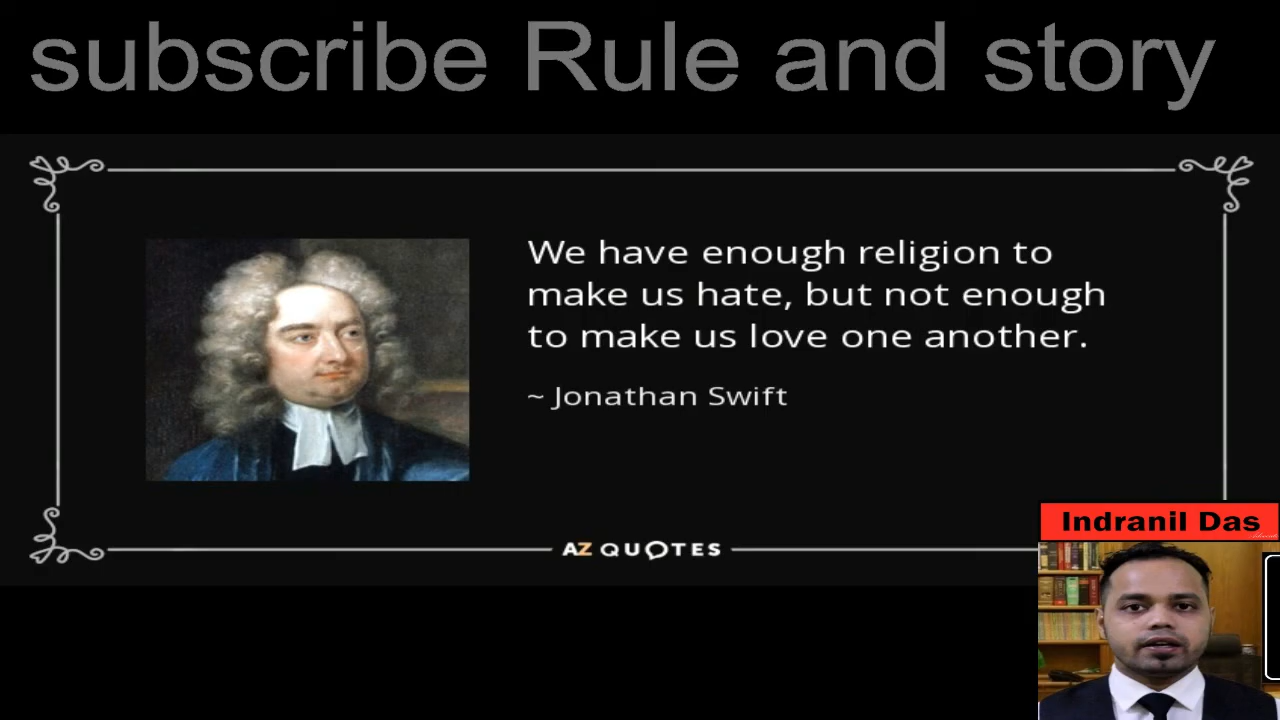 subscribe Rule and story
We have enough religion to
make us hate, but not enough
to make us love one another.
~ Jonathan Swift
AZ QUOTES
Indranil Das